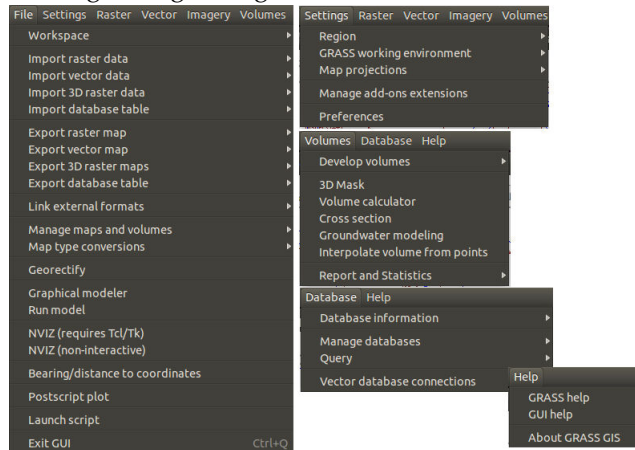 File Settings Raster Vector Imagery Volumes
Workspace
Import raster data
Import vector data
Import 3D raster data
Import database table
Export raster map
Export vector map
Export 3D raster maps
Export database table
Link external formats
Manage maps and volumes
Map type conversions
Georectify
Graphical modeler
Run model
NVIZ (requires Tcl/Tk)
NVIZ (non-interactive)
Bearing/distance to coordinates
Postscript plot
Launch script
Exit GUI Ctrl+Q
Settings Raster Vector Imagery Volumes
Region
GRASS working environment
Map projections
Manage add-ons extensions
Preferences
Volumes Database Help
Develop volumes
3D Mask
Volume calculator
Cross section
Groundwater modeling
Interpolate volume from points
Report and Statistics
Database Help
Database information
Manage databases
Query
Vector database connections
Help
GRASS help
GUI help
About GRASS GIS